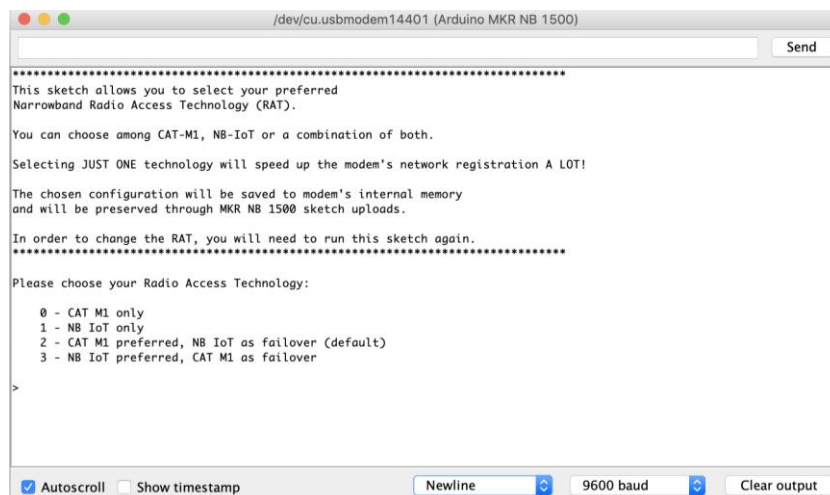 /dev/cu.usbmodem14401 (Arduino MKR NB 1500)
Send
********************************************************************************
This sketch allows you to select your preferred
Narrowband Radio Access Technology (RAT).
You can choose among CAT-M1, NB-IoT or a combination of both.
Selecting JUST ONE technology will speed up the modem's network registration A LOT!
The chosen configuration will be saved to modem's internal memory
and will be preserved through MKR NB 1500 sketch uploads.
In order to change the RAT, you will need to run this sketch again.
********************************************************************************
Please choose your Radio Access Technology:
0 - CAT M1 only
1 - NB IoT only
2 - CAT M1 preferred, NB IoT as failover (default)
3 - NB IoT preferred, CAT M1 as failover
>
Autoscroll Show timestamp Newline 9600 baud Clear output